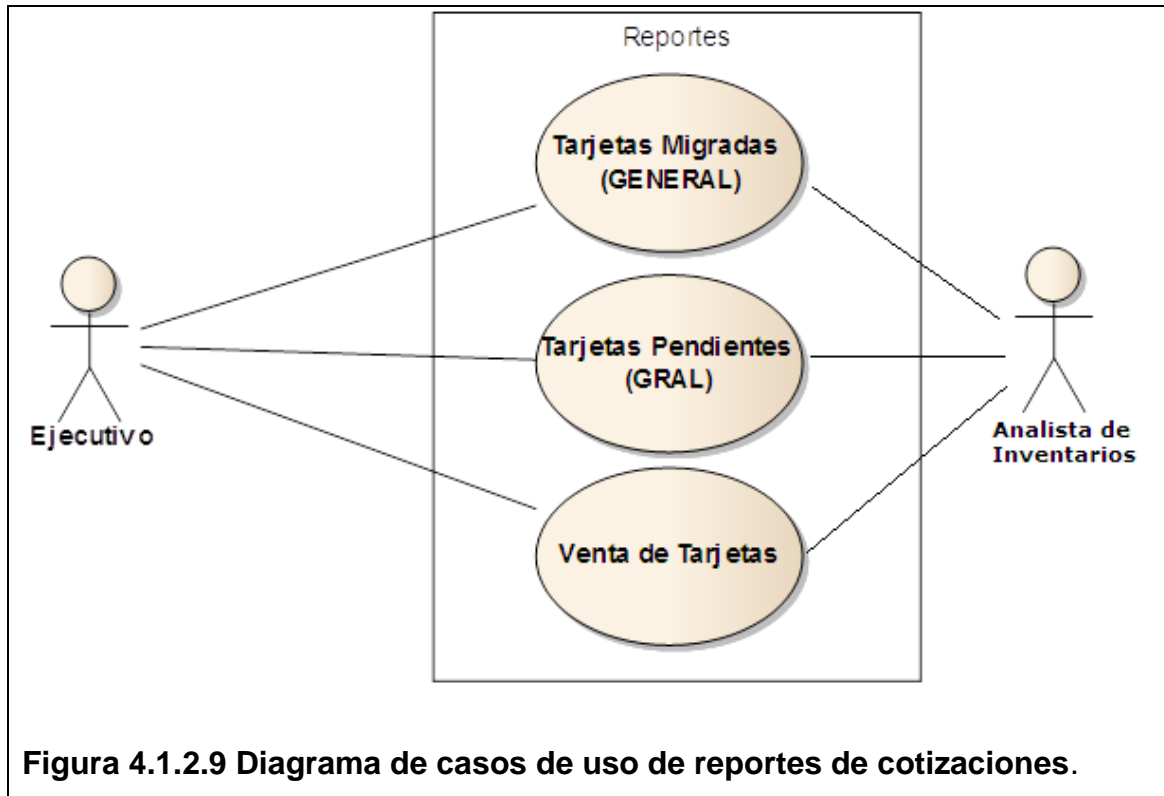 Reportes
Tarjetas Migradas
(GENERAL)
Tarjetas Pendientes
(GRAL)
Ejecutivo
Analista de
Inventarios
Venta de Tarjetas
Figura 4.1.2.9 Diagrama de casos de uso de reportes de cotizaciones.